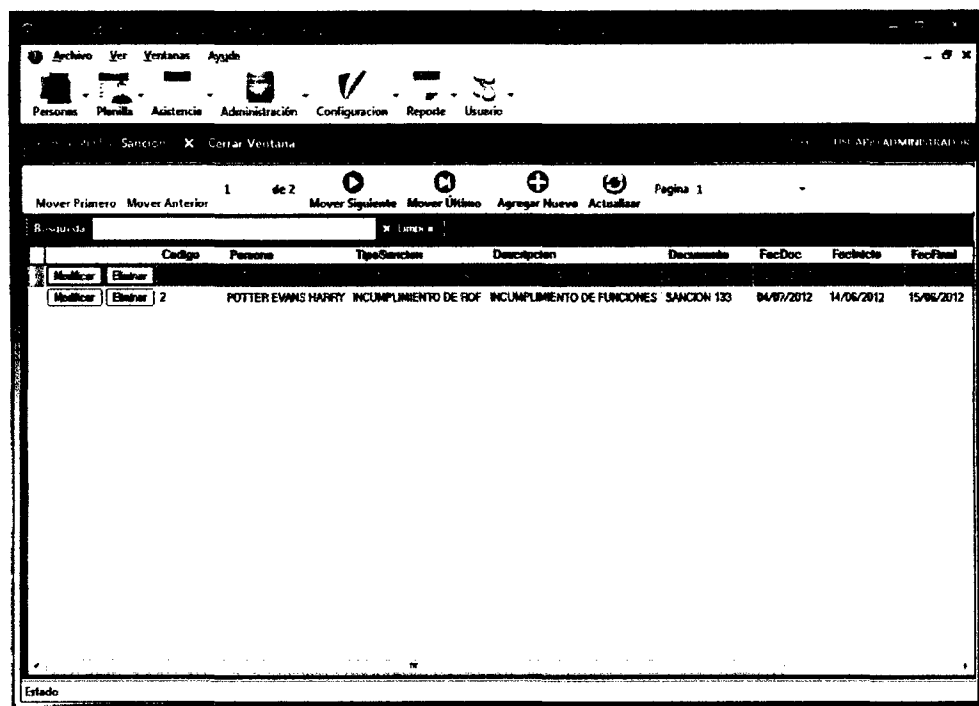 Archivo Ver Ventanas Ayuda
Personas Planilla Asistencia Administración Configuracion Reporte Usuario
Sancion X Cerrar Ventana ADMINISTRADOR
Mover Primero Mover Anterior 1 de 2 Mover Siguiente Mover Último Agregar Nuevo Actualizar Pagina 1
Busqueda
Codigo Persona TipoSancion Descripcion Documento FecDoc FecInicio FecFinal
Modificar Eliminar
Modificar Eliminar 2 POTTER EVANS HARRY INCUMPLIMIENTO DE ROF INCUMPLIMIENTO DE FUNCIONES SANCION 133 04/07/2012 14/06/2012 15/06/2012
Estado